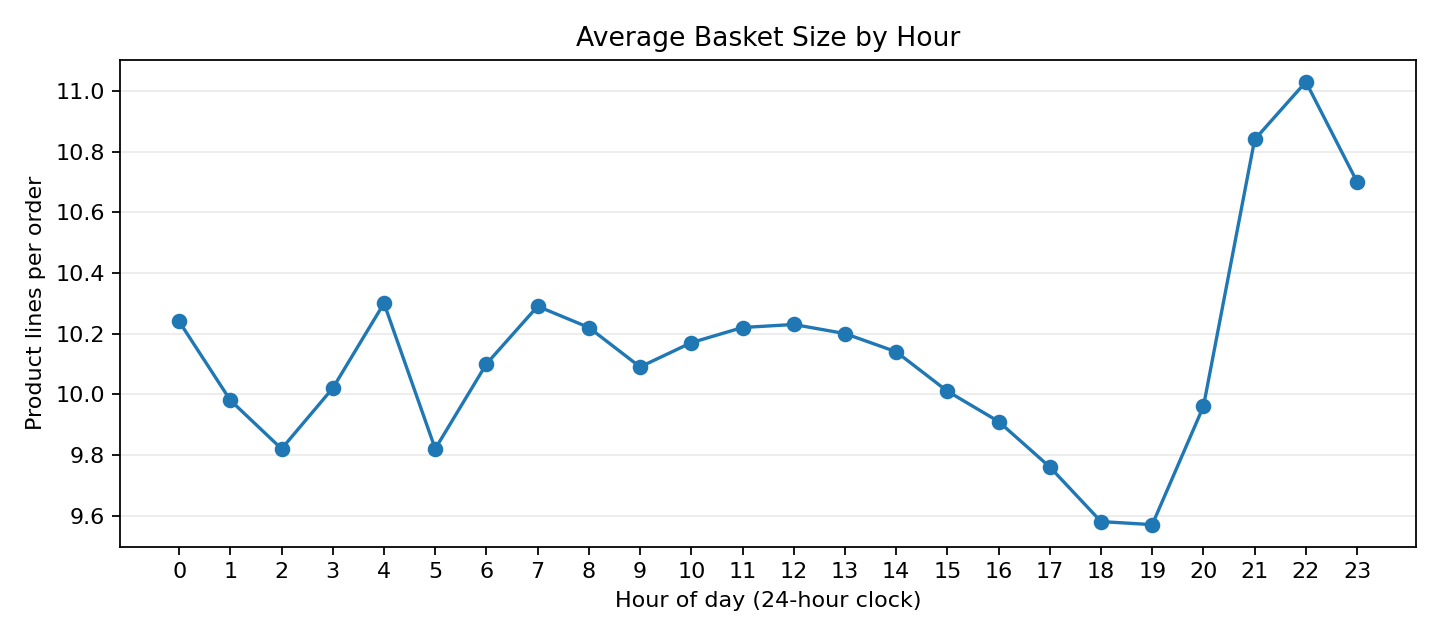 Average Basket Size by Hour
Product lines per order
11.0
10.8
10.6
10.4
10.2
10.0
9.8
9.6
0 1 2 3 4 5 6 7 8 9 10 11 12 13 14 15 16 17 18 19 20 21 22 23
Hour of day (24-hour clock)